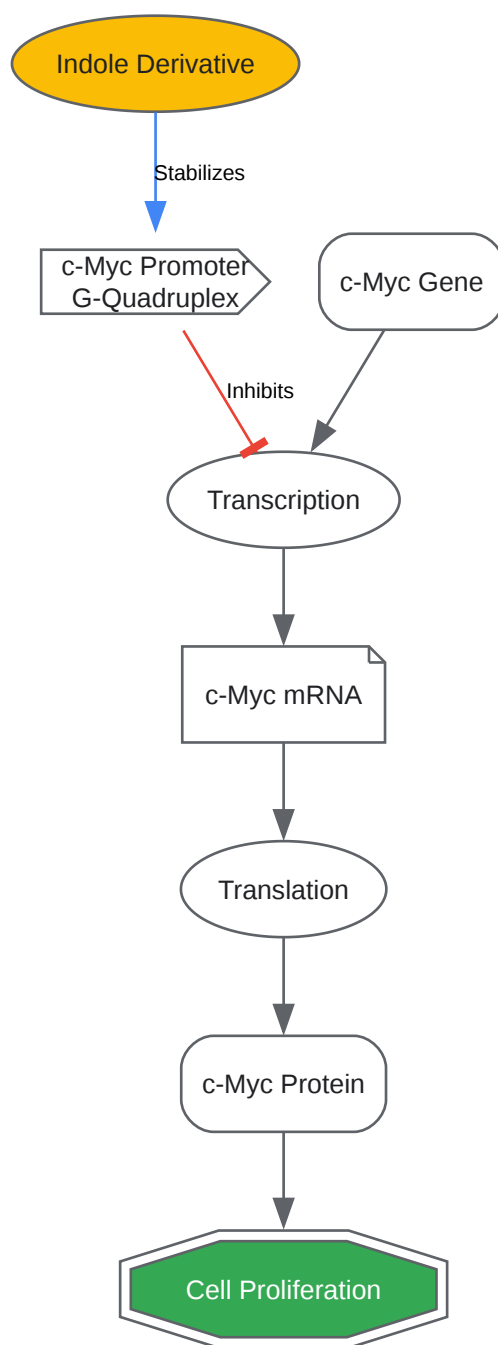 Indole Derivative
Stabilizes
c-Myc Promoter
G-Quadruplex
c-Myc Gene
Inhibits
Transcription
c-Myc mRNA
Translation
c-Myc Protein
Cell Proliferation